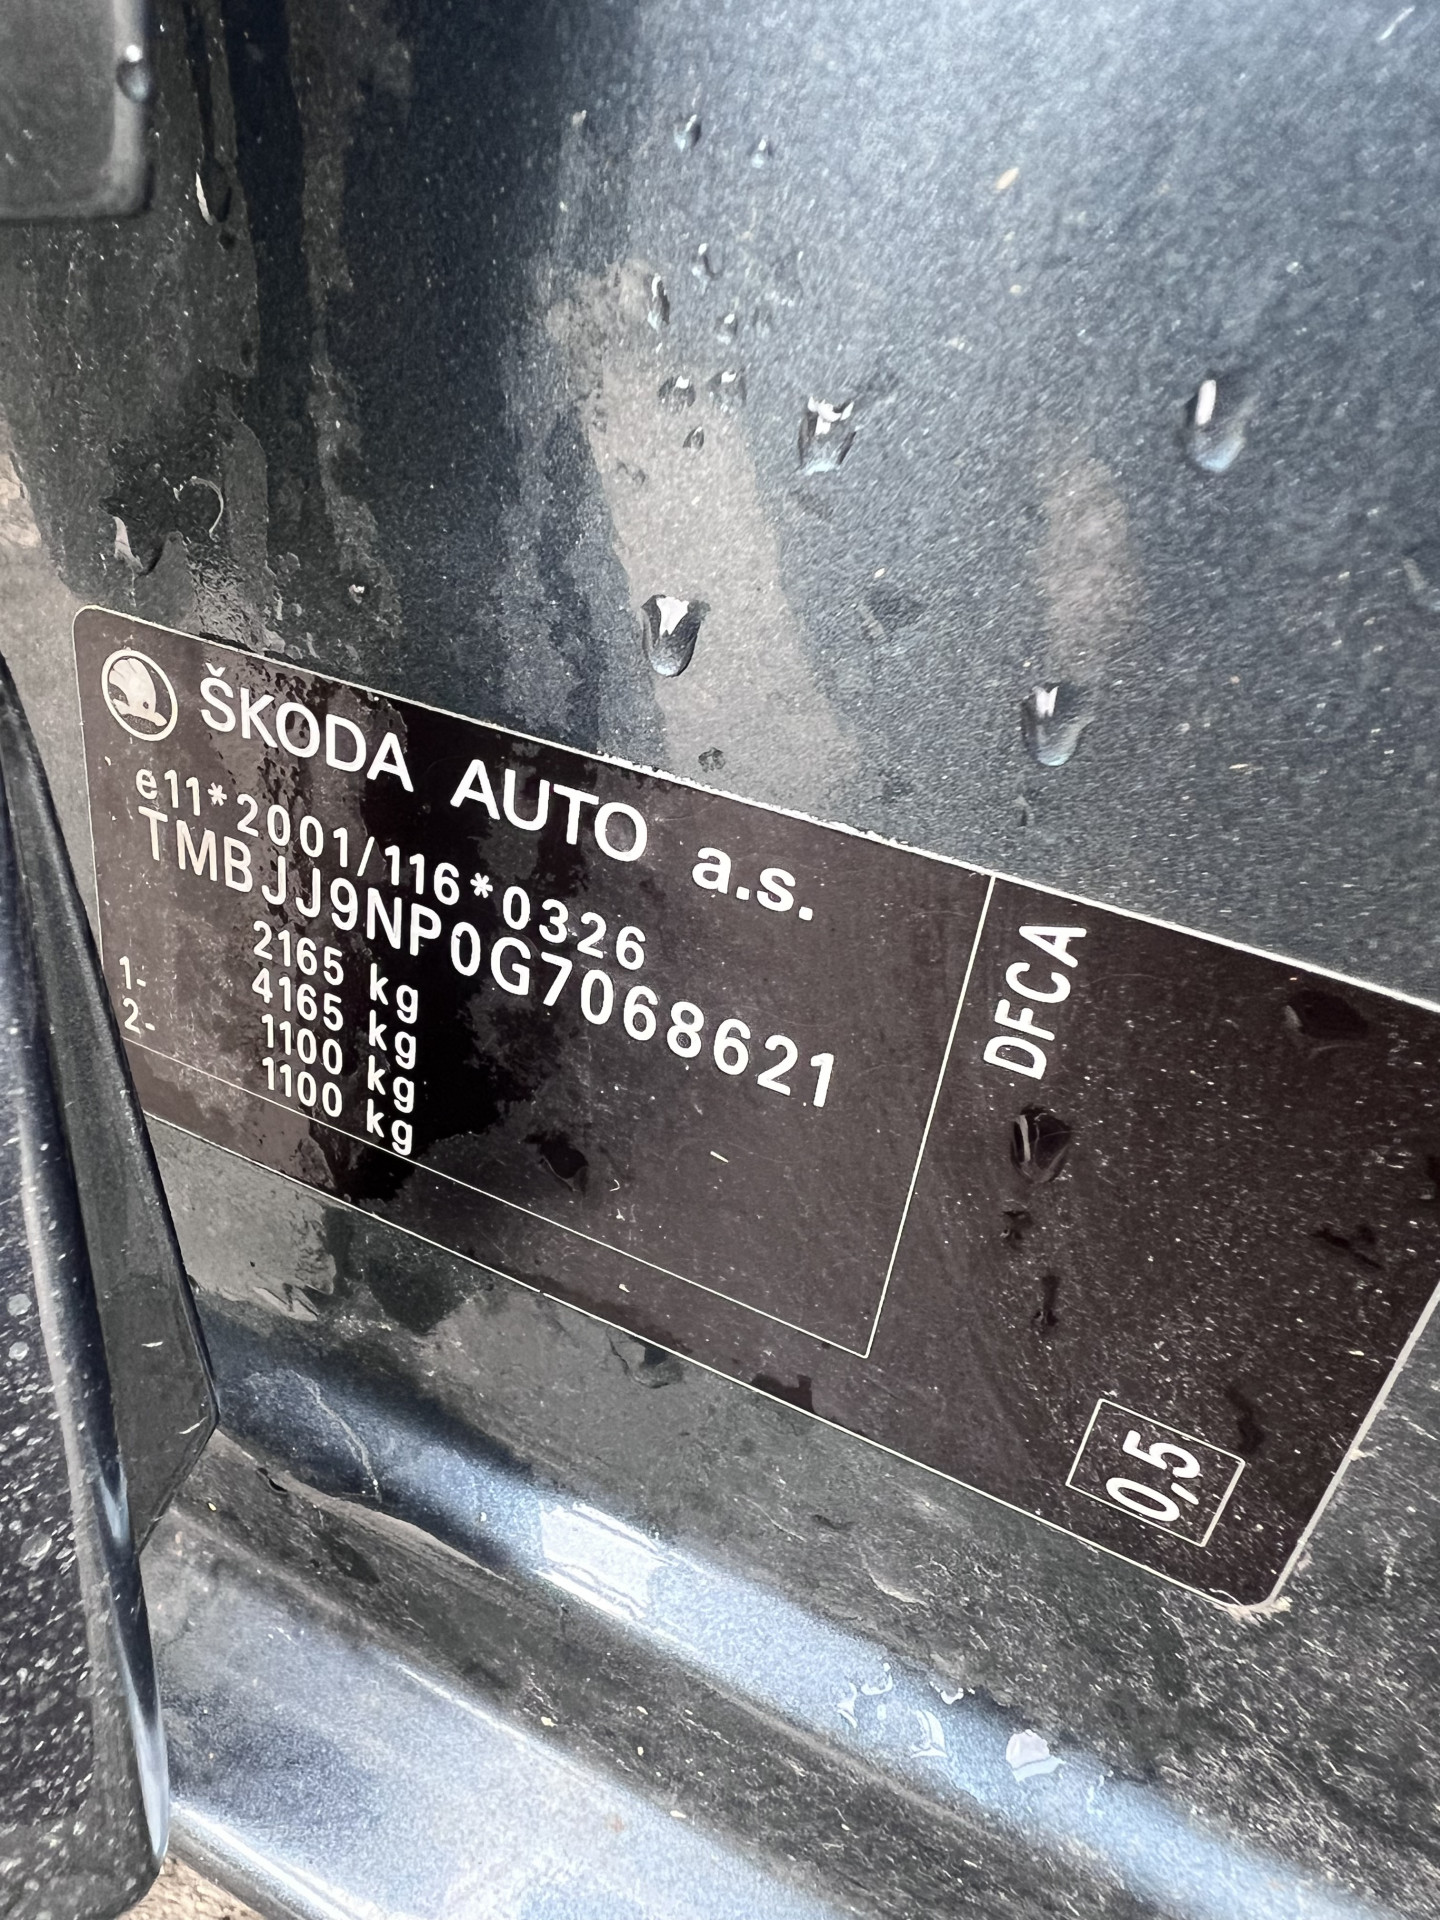 ŠKODA AUTO a.s.
e11*2001/116*0326
TMBJJ9NP0G7068621
2165 kg
4165 kg
1- 1100 kg
2- 1100 kg
DFCA
0,5